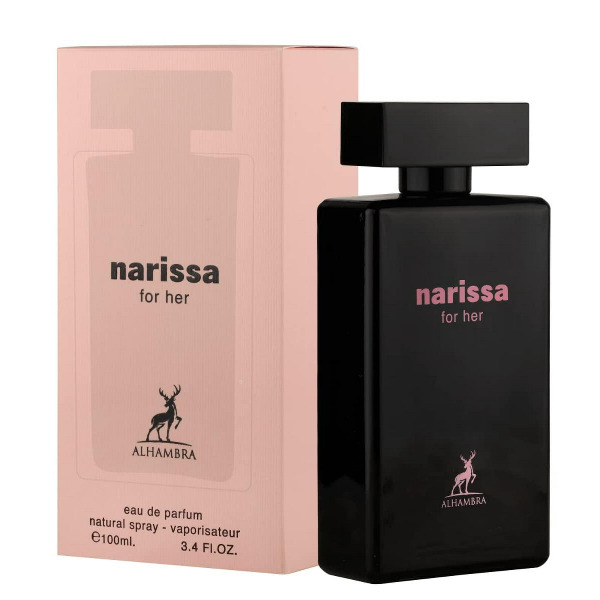 narissa
for her
ALHAMBRA
eau de parfum
natural spray - vaporisateur
℮100ml. 3.4 Fl.OZ.
narissa
for her
ALHAMBRA